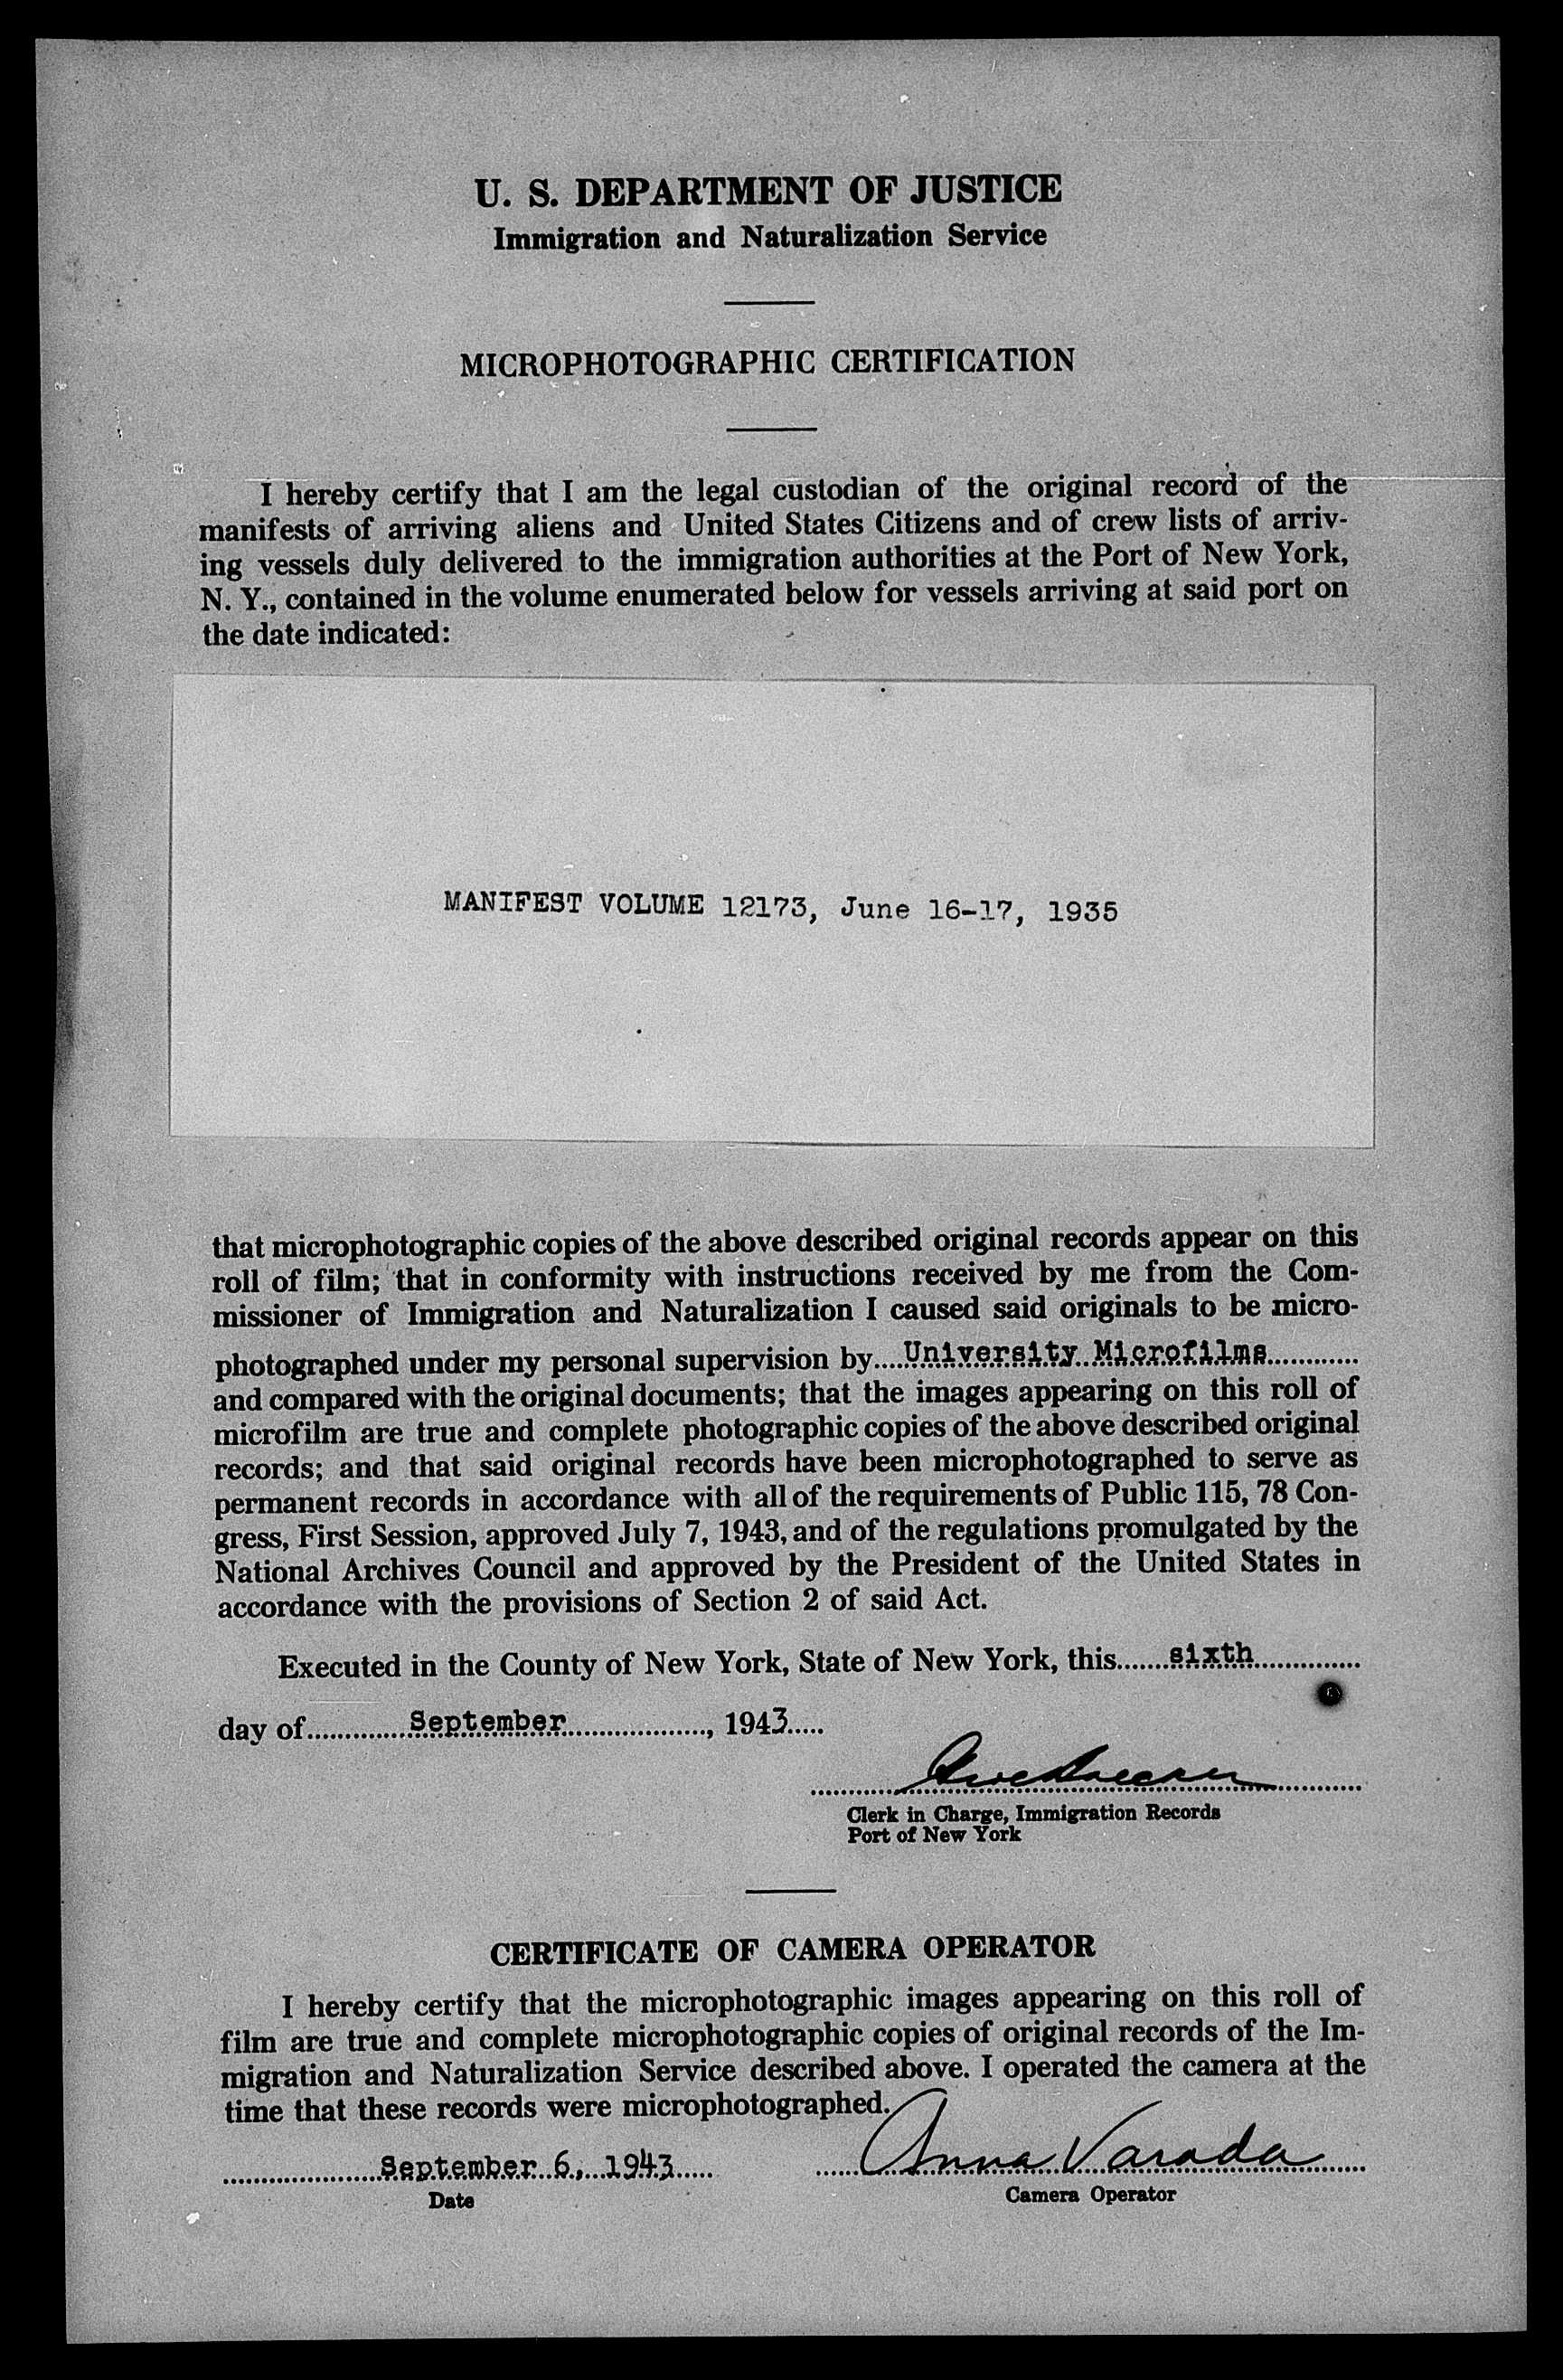 U. S. DEPARTMENT OF JUSTICE
Immigration and Naturalization Service
MICROPHOTOGRAPHIC CERTIFICATION
I hereby certify that I am the legal custodian of the original record of the
manifests of arriving aliens and United States Citizens and of crew lists of arriv-
ing vessels duly delivered to the immigration authorities at the Port of New York,
N. Y., contained in the volume enumerated below for vessels arriving at said port on
the date indicated:
MANIFEST VOLUME 12173, June 16-17, 1935
that microphotographic copies of the above described original records appear on this
roll of film; that in conformity with instructions received by me from the Com-
missioner of Immigration and Naturalization I caused said originals to be micro-
photographed under my personal supervision by University Microfilms
and compared with the original documents; that the images appearing on this roll of
microfilm are true and complete photographic copies of the above described original
records; and that said original records have been microphotographed to serve as
permanent records in accordance with all of the requirements of Public 115, 78 Con-
gress, First Session, approved July 7, 1943, and of the regulations promulgated by the
National Archives Council and approved by the President of the United States in
accordance with the provisions of Section 2 of said Act.
Executed in the County of New York, State of New York, this sixth
day of September, 1943
Clerk in Charge, Immigration Records
Port of New York
CERTIFICATE OF CAMERA OPERATOR
I hereby certify that the microphotographic images appearing on this roll of
film are true and complete microphotographic copies of original records of the Im-
migration and Naturalization Service described above. I operated the camera at the
time that these records were microphotographed.
September 6, 1943 Anna Varada
Date Camera Operator